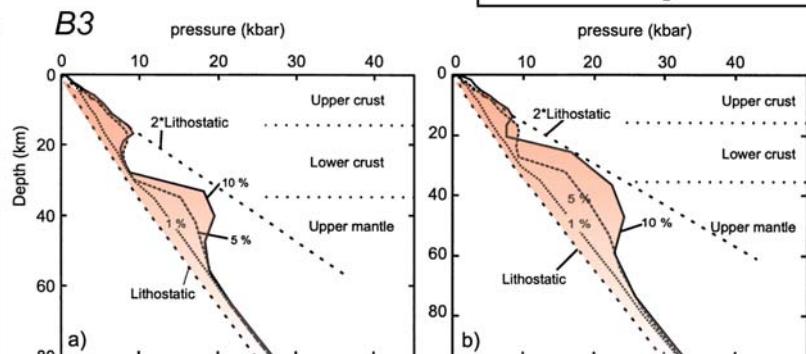 B3
pressure (kbar)
0 10 20 30 40
0
20
40
60
80
Depth (km)
Upper crust
2*Lithostatic
Lower crust
10 %
1 %
5 %
Upper mantle
Lithostatic
a)
pressure (kbar)
0 10 20 30 40
0
20
40
60
80
Upper crust
2*Lithostatic
Lower crust
5 %
1 %
10 %
Upper mantle
Lithostatic
b)